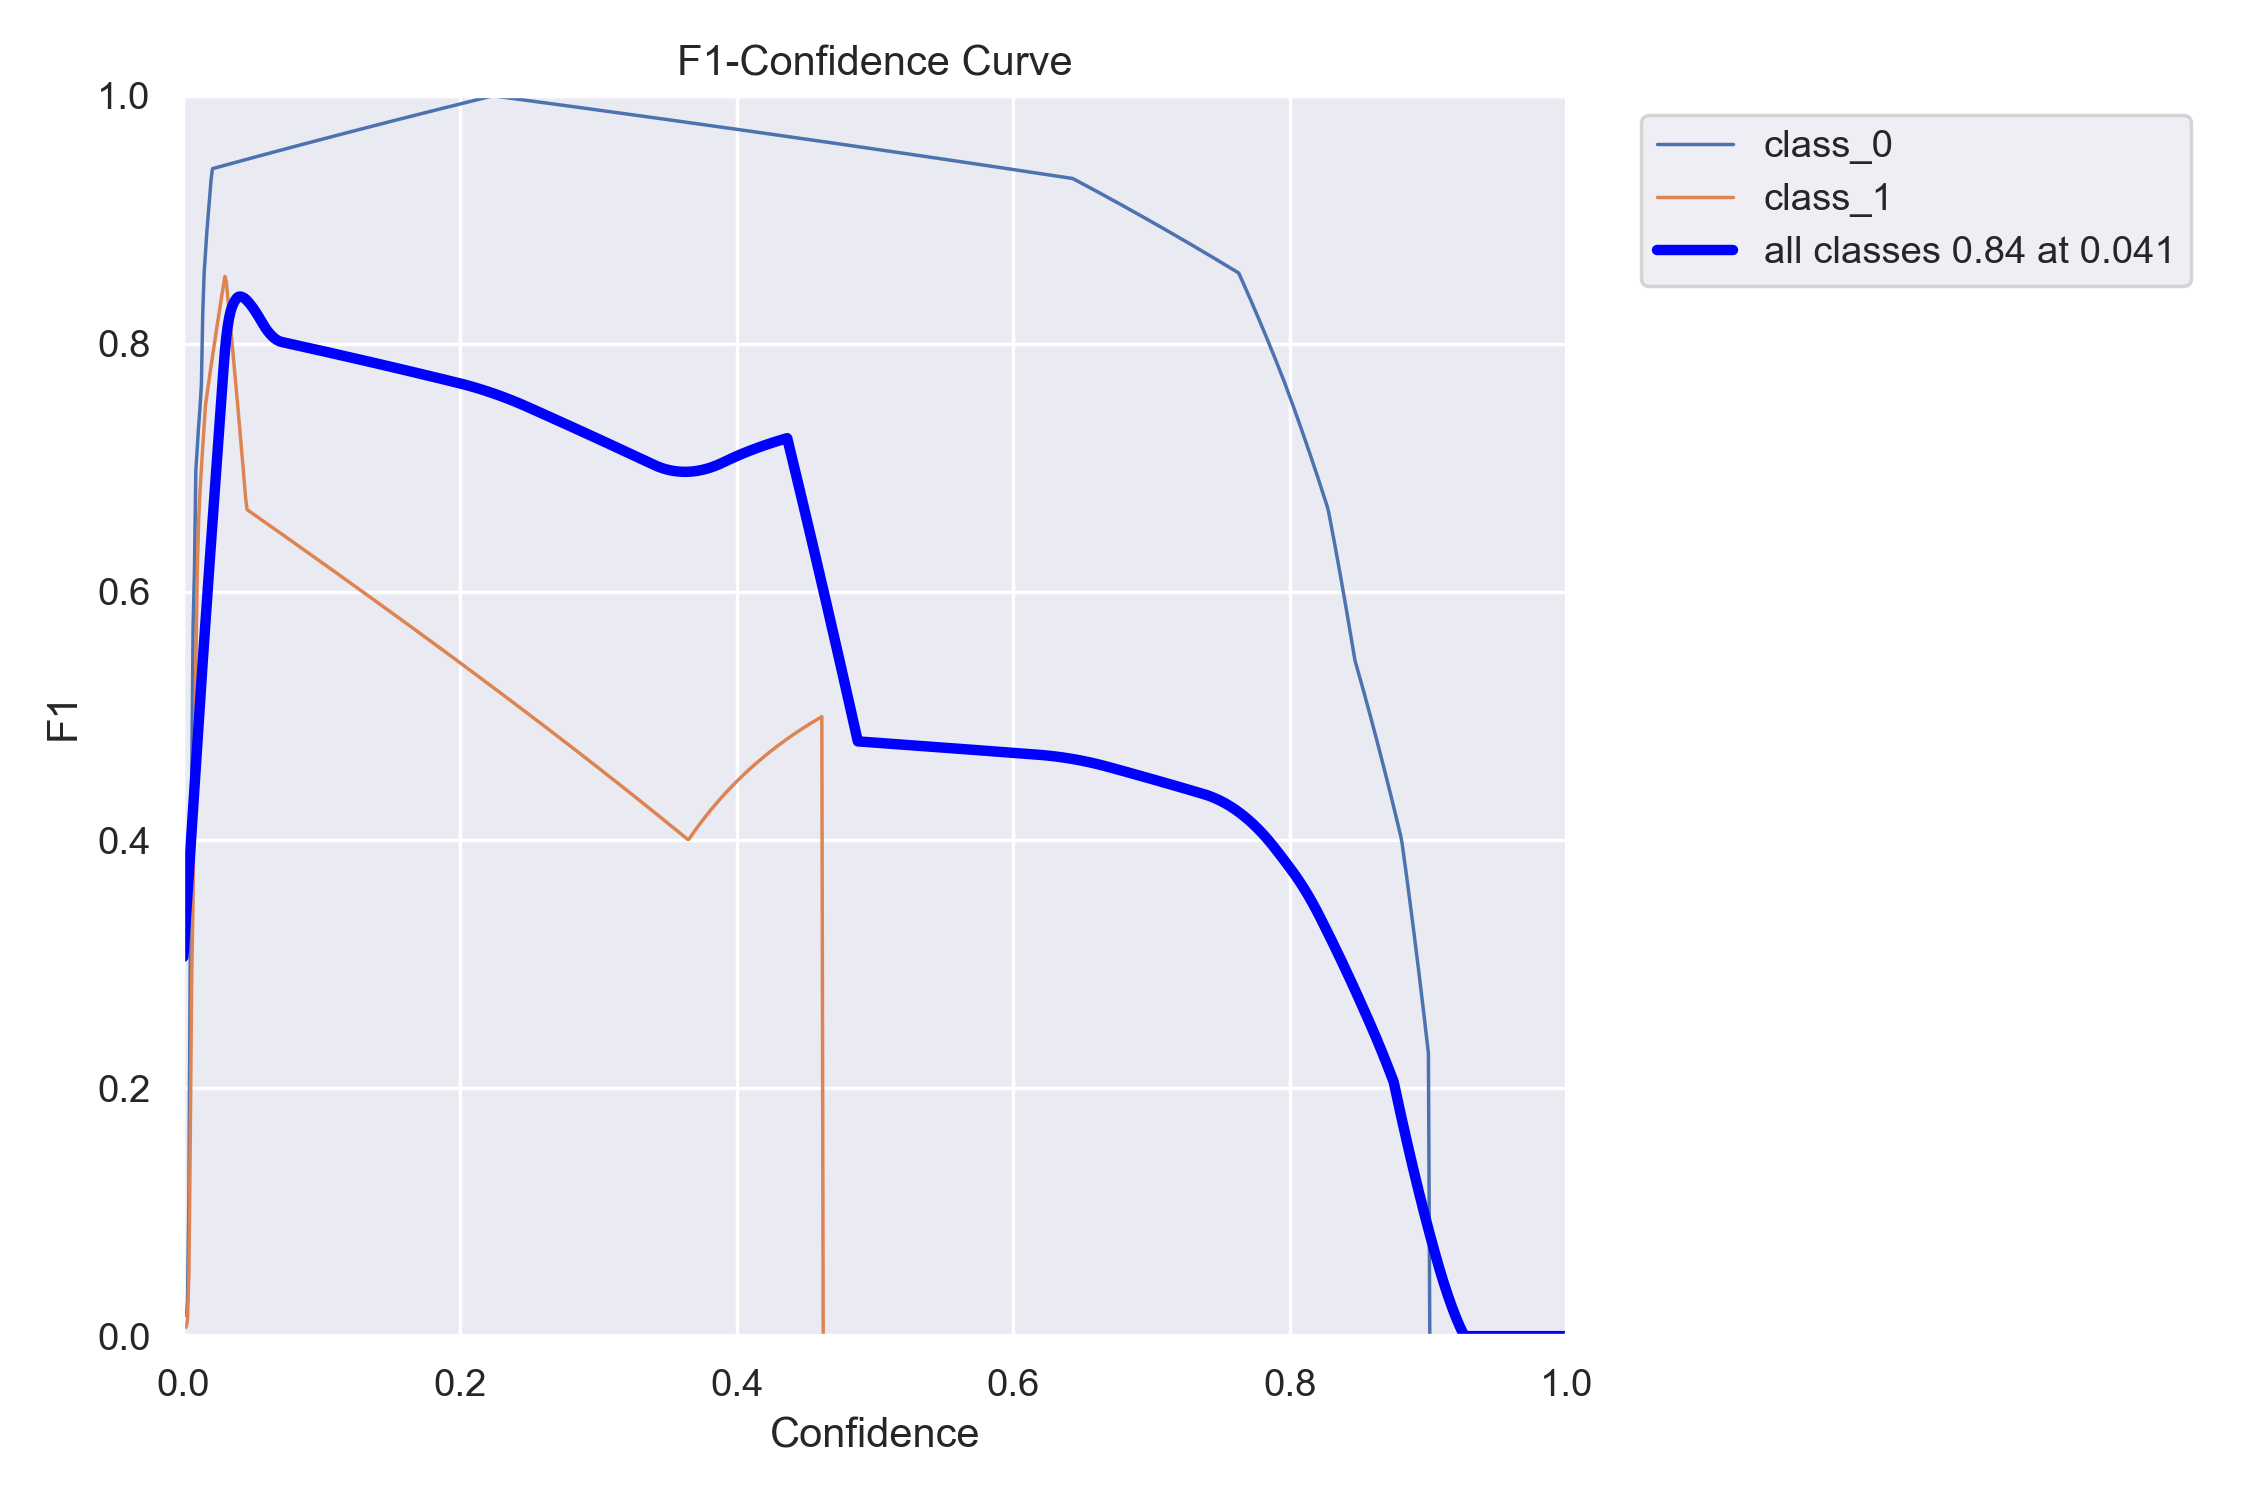 F1-Confidence Curve
1.0
0.8
0.6
0.4
0.2
0.0
F1
0.0 0.2 0.4 0.6 0.8 1.0
Confidence
class_0
class_1
all classes 0.84 at 0.041